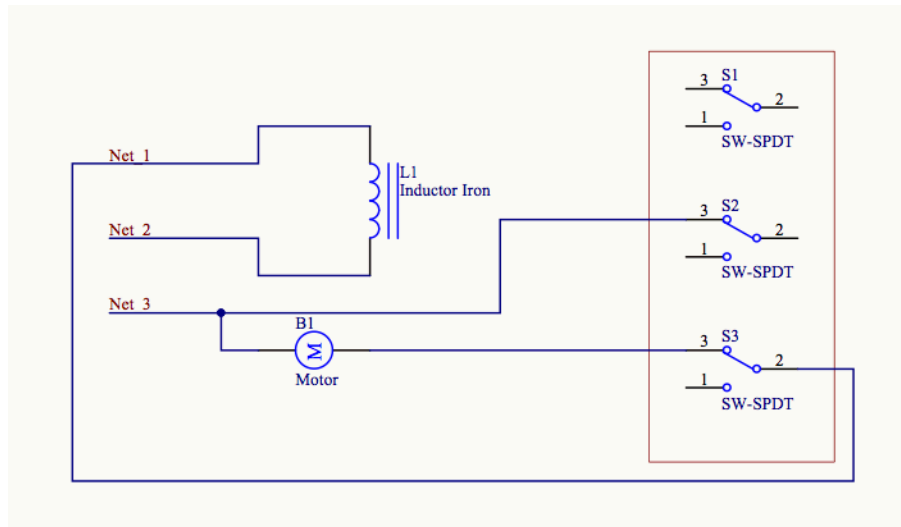 S1
3
2
1
SW-SPDT
Net_1
L1
Inductor Iron
S2
3
2
1
SW-SPDT
Net_2
Net_3
B1
M
Motor
S3
3
2
1
SW-SPDT